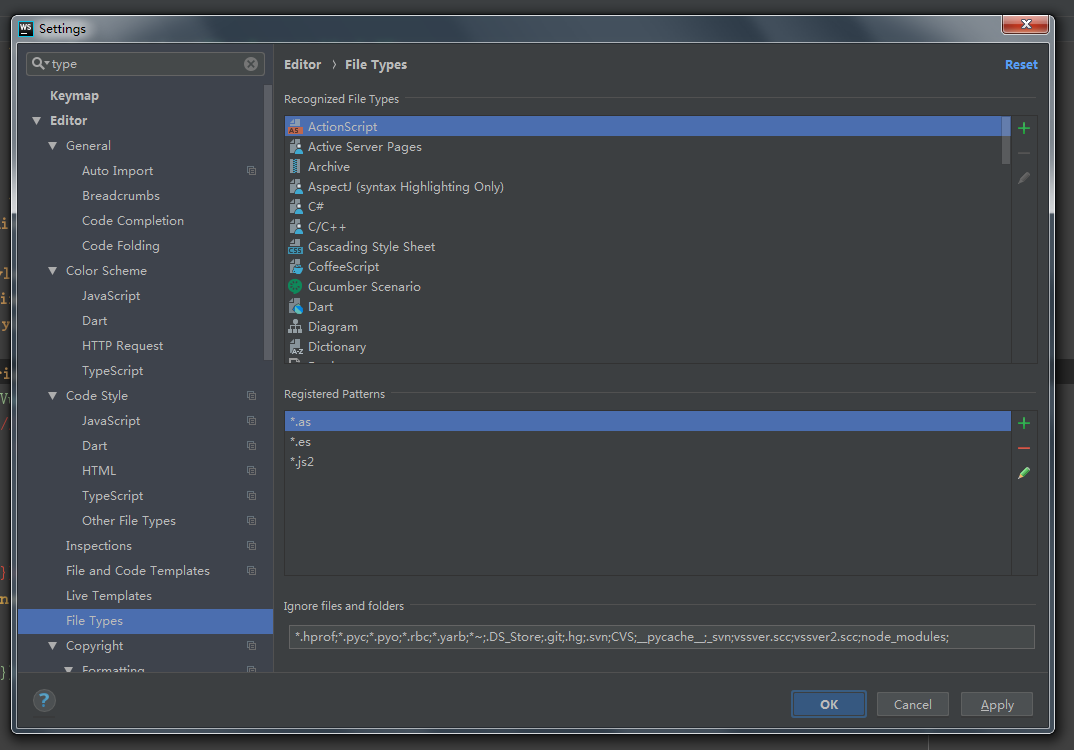 WS Settings
type
Keymap
Editor
General
Auto Import
Breadcrumbs
Code Completion
Code Folding
Color Scheme
JavaScript
Dart
HTTP Request
TypeScript
Code Style
JavaScript
Dart
HTML
TypeScript
Other File Types
Inspections
File and Code Templates
Live Templates
File Types
Copyright
Formatting
Editor › File Types
Reset
Recognized File Types
ActionScript
Active Server Pages
Archive
AspectJ (syntax Highlighting Only)
C#
C/C++
Cascading Style Sheet
CoffeeScript
Cucumber Scenario
Dart
Diagram
Dictionary
Registered Patterns
*.as
*.es
*.js2
Ignore files and folders
*.hprof;*.pyc;*.pyo;*.rbc;*.yarb;*~;.DS_Store;.git;.hg;.svn;CVS;__pycache__;_svn;vssver.scc;vssver2.scc;node_modules;
?
OK
Cancel
Apply